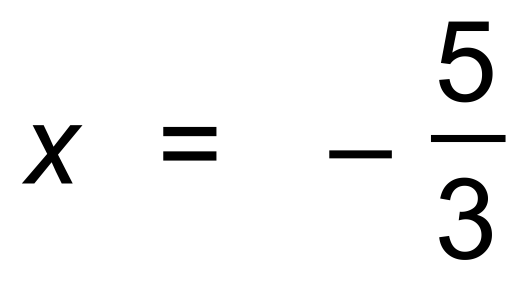 x = – 5/3